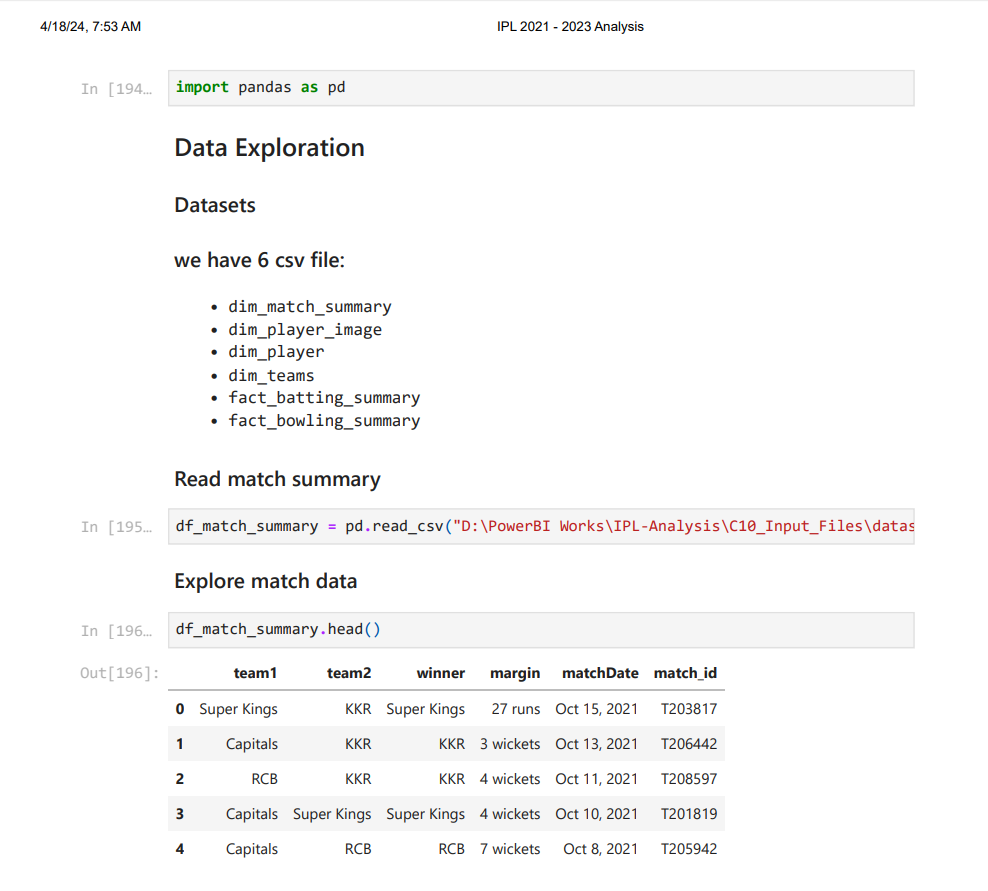 4/18/24, 7:53 AM IPL 2021 - 2023 Analysis
In [194… import pandas as pd
Data Exploration
Datasets
we have 6 csv file:
• dim_match_summary
• dim_player_image
• dim_player
• dim_teams
• fact_batting_summary
• fact_bowling_summary
Read match summary
In [195… df_match_summary = pd.read_csv("D:\PowerBI Works\IPL-Analysis\C10_Input_Files\datas
Explore match data
In [196… df_match_summary.head()
Out[196]: team1 team2 winner margin matchDate match_id
0 Super Kings KKR Super Kings 27 runs Oct 15, 2021 T203817
1 Capitals KKR KKR 3 wickets Oct 13, 2021 T206442
2 RCB KKR KKR 4 wickets Oct 11, 2021 T208597
3 Capitals Super Kings Super Kings 4 wickets Oct 10, 2021 T201819
4 Capitals RCB RCB 7 wickets Oct 8, 2021 T205942